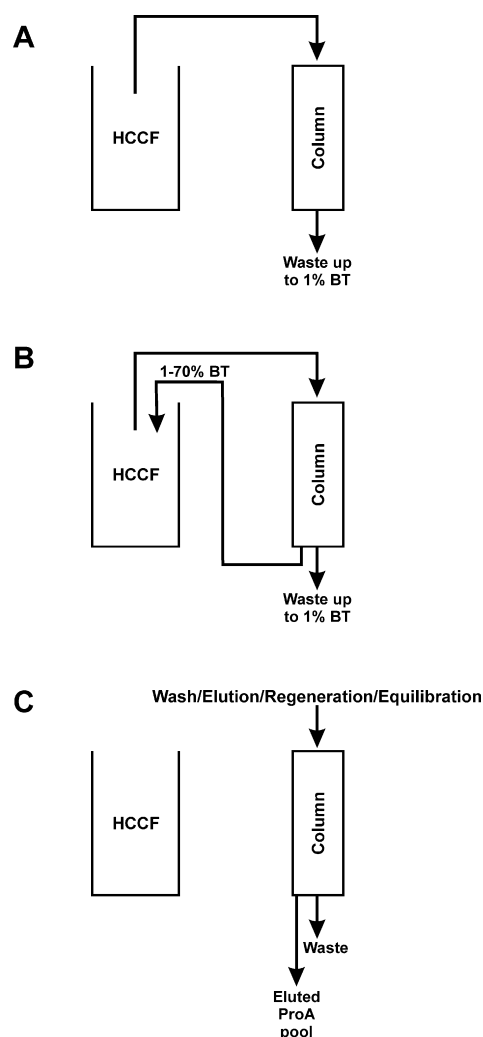 A
HCCF
Column
Waste up
to 1% BT
B
1-70% BT
HCCF
Column
Waste up
to 1% BT
C
Wash/Elution/Regeneration/Equilibration
HCCF
Column
Waste
Eluted
ProA
pool